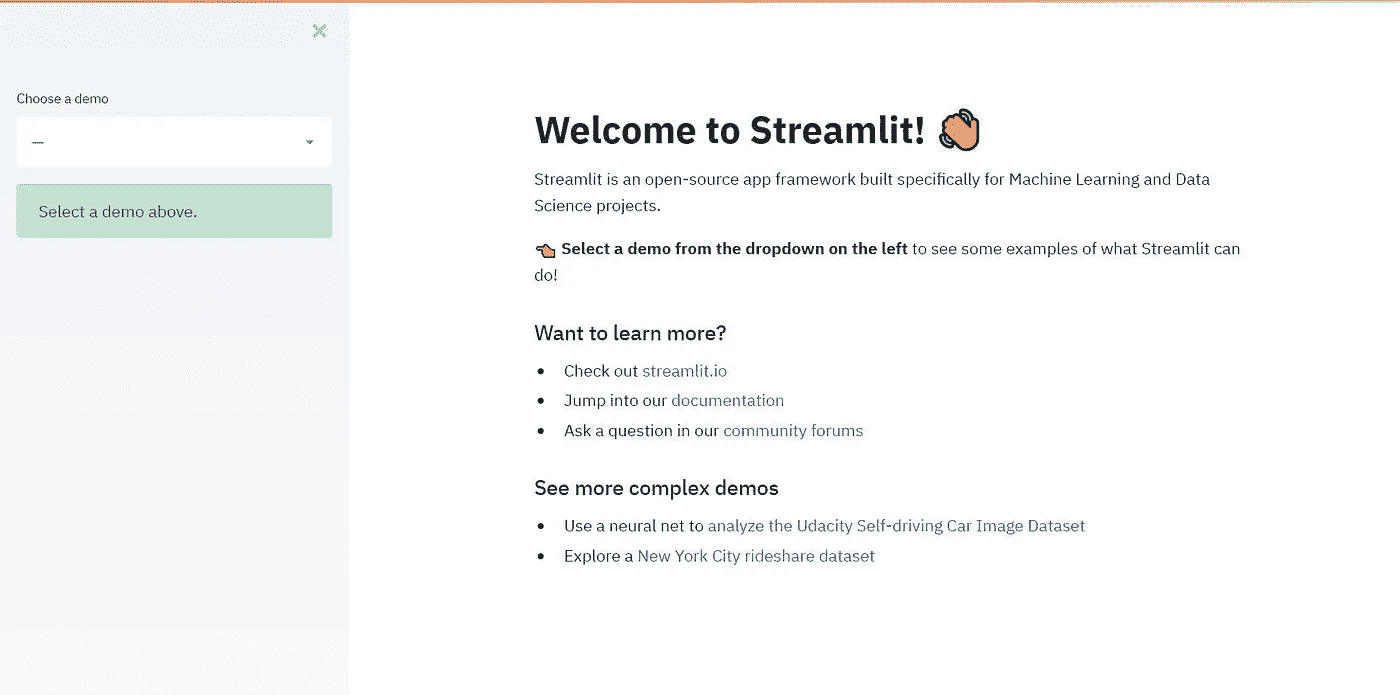 Choose a demo
—
Select a demo above.
Welcome to Streamlit! 👋
Streamlit is an open-source app framework built specifically for Machine Learning and Data
Science projects.
👈 Select a demo from the dropdown on the left to see some examples of what Streamlit can
do!
Want to learn more?
• Check out streamlit.io
• Jump into our documentation
• Ask a question in our community forums
See more complex demos
• Use a neural net to analyze the Udacity Self-driving Car Image Dataset
• Explore a New York City rideshare dataset